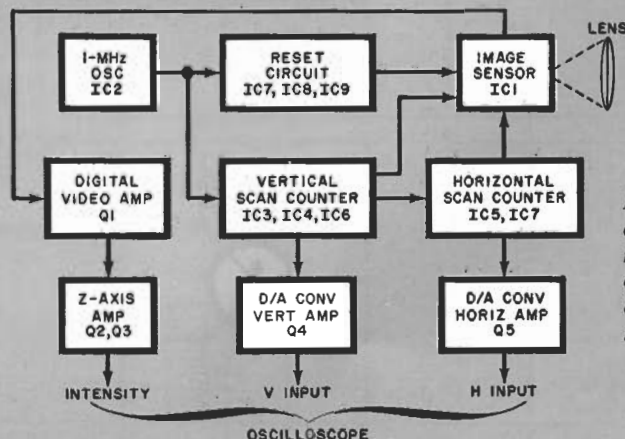 1-MHz
OSC
IC2
RESET
CIRCUIT
IC7, IC8, IC9
IMAGE
SENSOR
IC1
LENS
DIGITAL
VIDEO AMP
Q1
VERTICAL
SCAN COUNTER
IC3, IC4, IC6
HORIZONTAL
SCAN COUNTER
IC5, IC7
Z-AXIS
AMP
Q2, Q3
D/A CONV
VERT AMP
Q4
D/A CONV
HORIZ AMP
Q5
INTENSITY
V INPUT
H INPUT
OSCILLOSCOPE